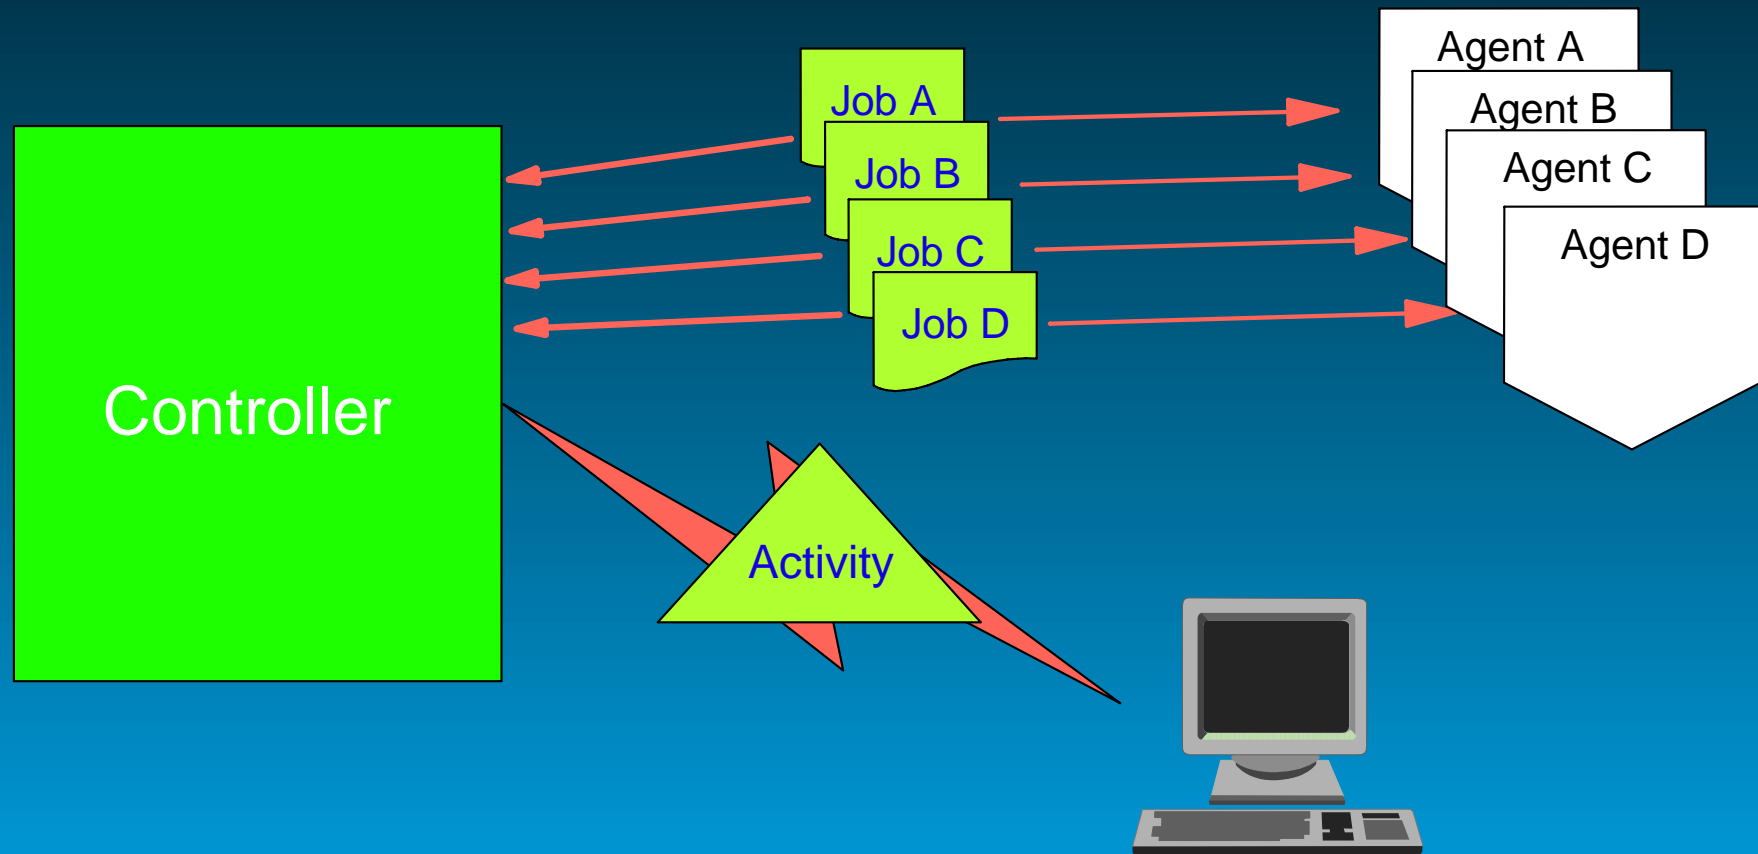 Controller
Job A
Job B
Job C
Job D
Agent A
Agent B
Agent C
Agent D
Activity